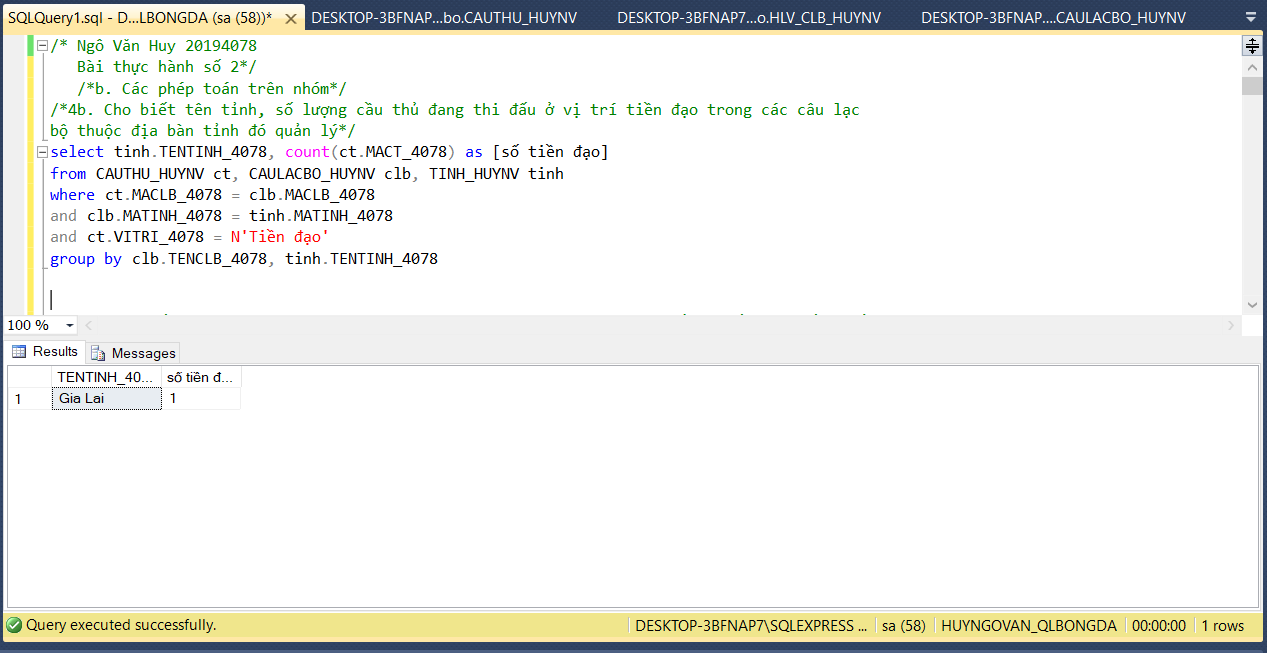 SQLQuery1.sql - D...LBONGDA (sa (58))* DESKTOP-3BFNAP...bo.CAUTHU_HUYNV DESKTOP-3BFNAP7...o.HLV_CLB_HUYNV DESKTOP-3BFNAP....CAULACBO_HUYNV
/* Ngô Văn Huy 20194078
Bài thực hành số 2*/
/*b. Các phép toán trên nhóm*/
/*4b. Cho biết tên tỉnh, số lượng cầu thủ đang thi đấu ở vị trí tiền đạo trong các câu lạc
bộ thuộc địa bàn tỉnh đó quản lý*/
select tinh.TENTINH_4078, count(ct.MACT_4078) as [số tiền đạo]
from CAUTHU_HUYNV ct, CAULACBO_HUYNV clb, TINH_HUYNV tinh
where ct.MACLB_4078 = clb.MACLB_4078
and clb.MATINH_4078 = tinh.MATINH_4078
and ct.VITRI_4078 = N'Tiền đạo'
group by clb.TENCLB_4078, tinh.TENTINH_4078
100 %
Results Messages
TENTINH_40... số tiền đ...
1 Gia Lai 1
Query executed successfully. DESKTOP-3BFNAP7\SQLEXPRESS ... sa (58) HUYNGOVAN_QLBONGDA 00:00:00 1 rows